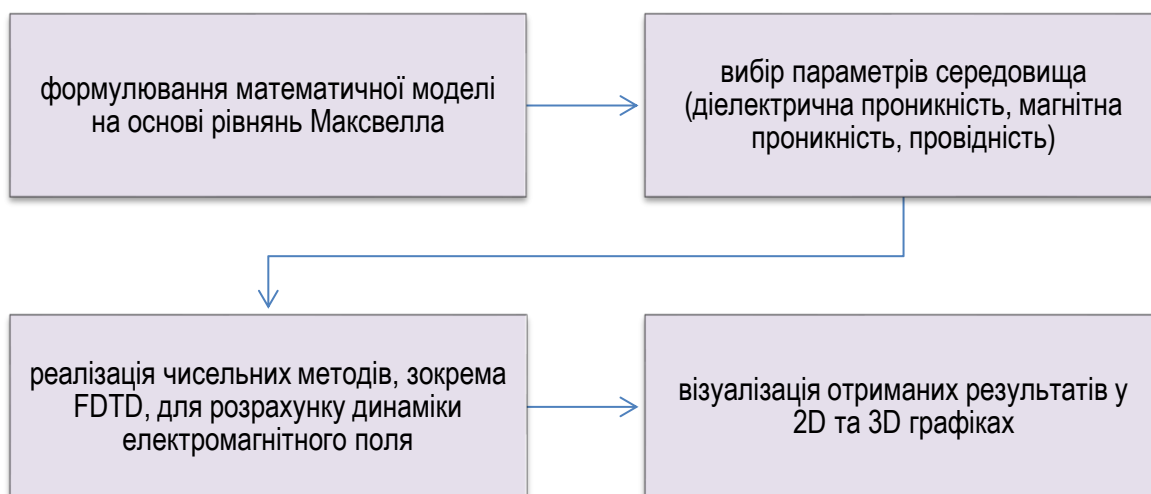 формулювання математичної моделі
на основі рівнянь Максвелла
вибір параметрів середовища
(діелектрична проникність, магнітна
проникність, провідність)
реалізація чисельних методів, зокрема
FDTD, для розрахунку динаміки
електромагнітного поля
візуалізація отриманих результатів у
2D та 3D графіках